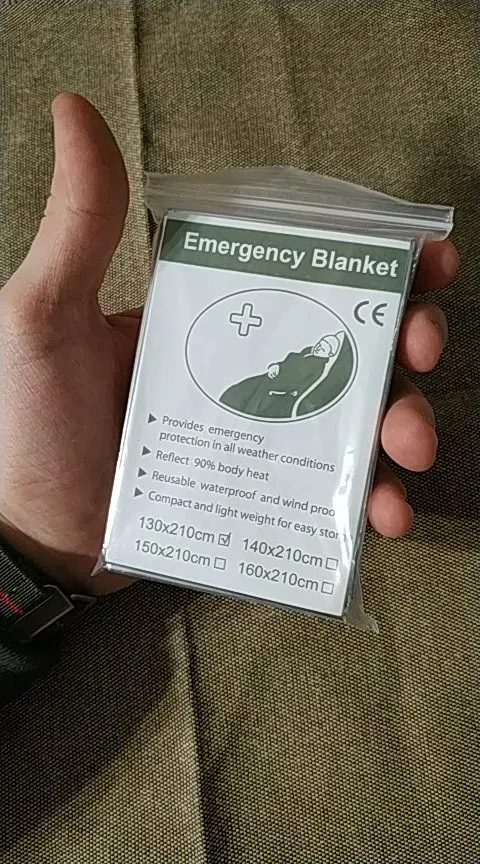 Emergency Blanket
CE
Provides emergency
protection in all weather conditions
Reflect 90% body heat
Reusable waterproof and wind proo
Compact and light weight for easy stor
130x210cm ☑ 140x210cm ☐
150x210cm ☐ 160x210cm ☐